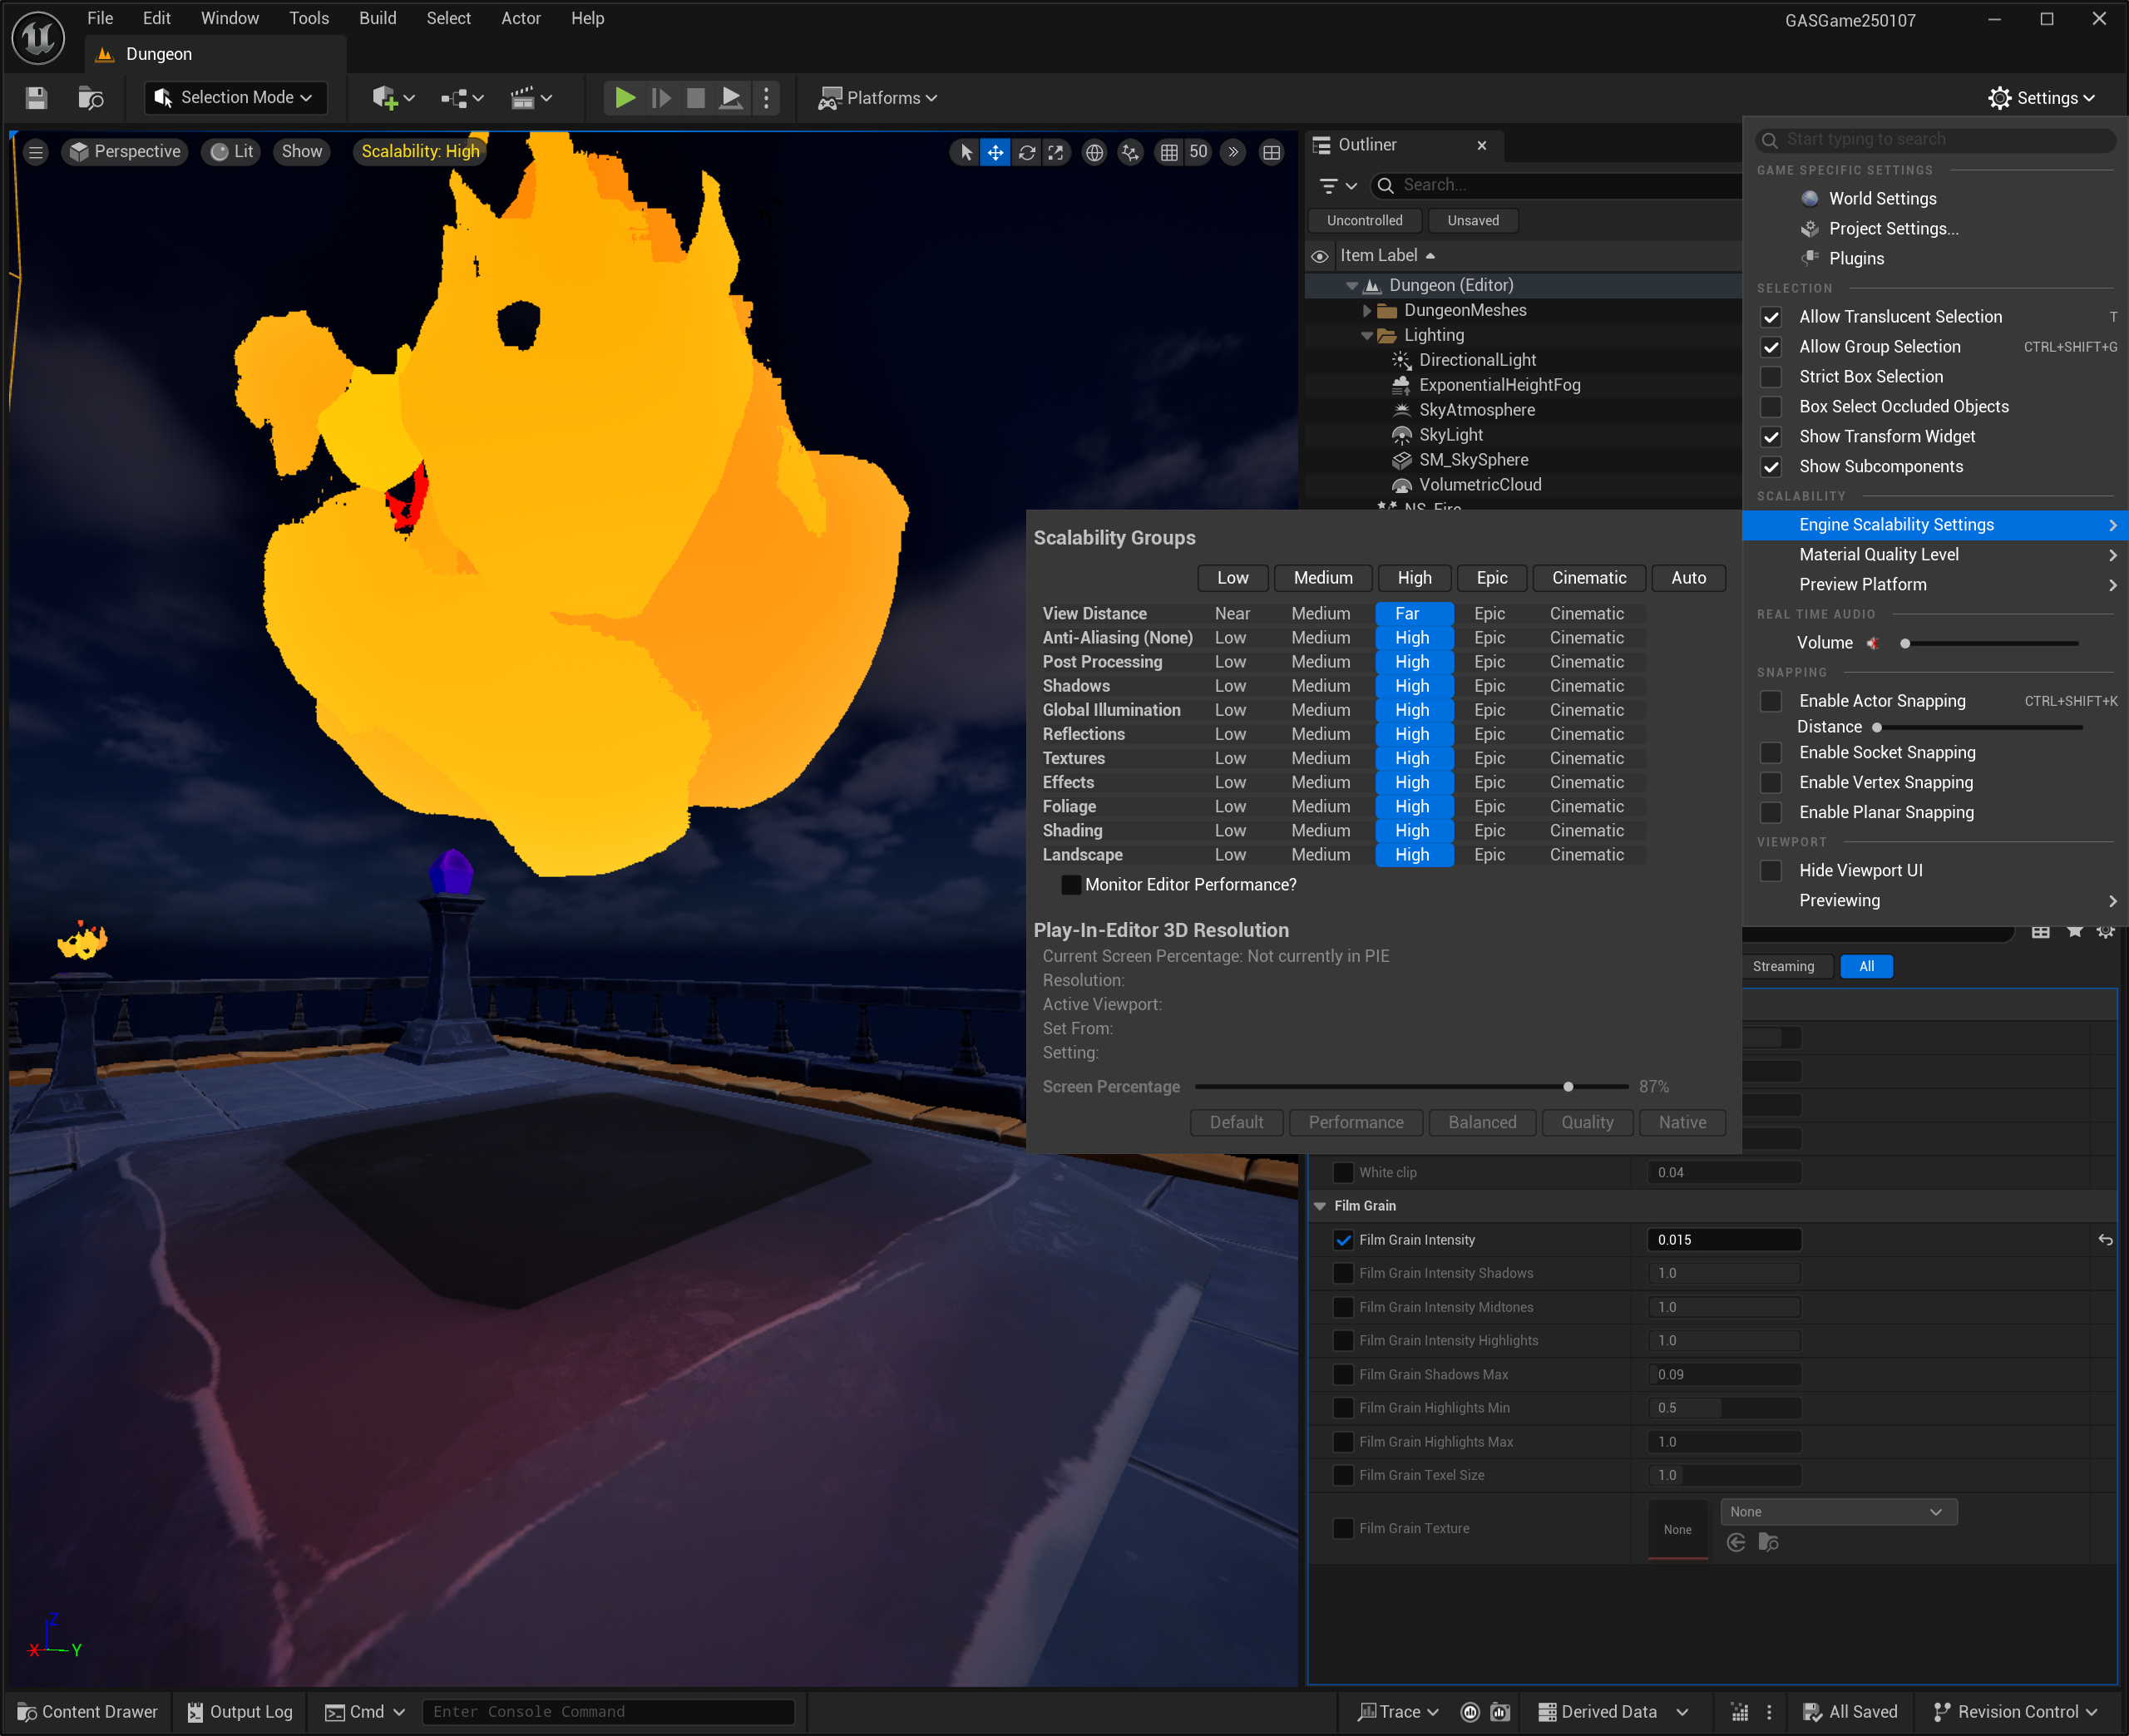 File Edit Window Tools Build Select Actor Help
GASGame250107
Dungeon
Selection Mode
Platforms
Settings
Perspective Lit Show Scalability: High
50
Outliner
Search...
Uncontrolled Unsaved
Item Label
Dungeon (Editor)
DungeonMeshes
Lighting
DirectionalLight
ExponentialHeightFog
SkyAtmosphere
SkyLight
SM_SkySphere
VolumetricCloud
NS_Fire
Start typing to search
GAME SPECIFIC SETTINGS
World Settings
Project Settings...
Plugins
SELECTION
Allow Translucent Selection T
Allow Group Selection CTRL+SHIFT+G
Strict Box Selection
Box Select Occluded Objects
Show Transform Widget
Show Subcomponents
SCALABILITY
Engine Scalability Settings
Material Quality Level
Preview Platform
REAL TIME AUDIO
Volume
SNAPPING
Enable Actor Snapping CTRL+SHIFT+K
Distance
Enable Socket Snapping
Enable Vertex Snapping
Enable Planar Snapping
VIEWPORT
Hide Viewport UI
Previewing
Scalability Groups
Low Medium High Epic Cinematic Auto
View Distance Near Medium Far Epic Cinematic
Anti-Aliasing (None) Low Medium High Epic Cinematic
Post Processing Low Medium High Epic Cinematic
Shadows Low Medium High Epic Cinematic
Global Illumination Low Medium High Epic Cinematic
Reflections Low Medium High Epic Cinematic
Textures Low Medium High Epic Cinematic
Effects Low Medium High Epic Cinematic
Foliage Low Medium High Epic Cinematic
Shading Low Medium High Epic Cinematic
Landscape Low Medium High Epic Cinematic
Monitor Editor Performance?
Play-In-Editor 3D Resolution
Current Screen Percentage: Not currently in PIE
Resolution:
Active Viewport:
Set From:
Setting:
Screen Percentage 87%
Default Performance Balanced Quality Native
Streaming All
White clip 0.04
Film Grain
Film Grain Intensity 0.015
Film Grain Intensity Shadows 1.0
Film Grain Intensity Midtones 1.0
Film Grain Intensity Highlights 1.0
Film Grain Shadows Max 0.09
Film Grain Highlights Min 0.5
Film Grain Highlights Max 1.0
Film Grain Texel Size 1.0
Film Grain Texture None None
Z
X Y
Content Drawer Output Log Cmd Enter Console Command Trace Derived Data All Saved Revision Control